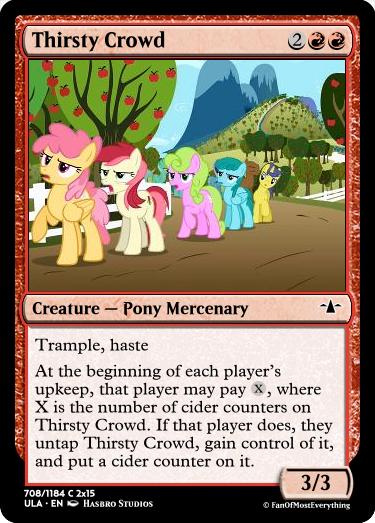 Thirsty Crowd 2
Creature — Pony Mercenary
Trample, haste
At the beginning of each player's
upkeep, that player may pay X, where
X is the number of cider counters on
Thirsty Crowd. If that player does, they
untap Thirsty Crowd, gain control of it,
and put a cider counter on it.
3/3
708/1184 C 2x15
ULA • EN Hasbro Studios
© FanOfMostEverything